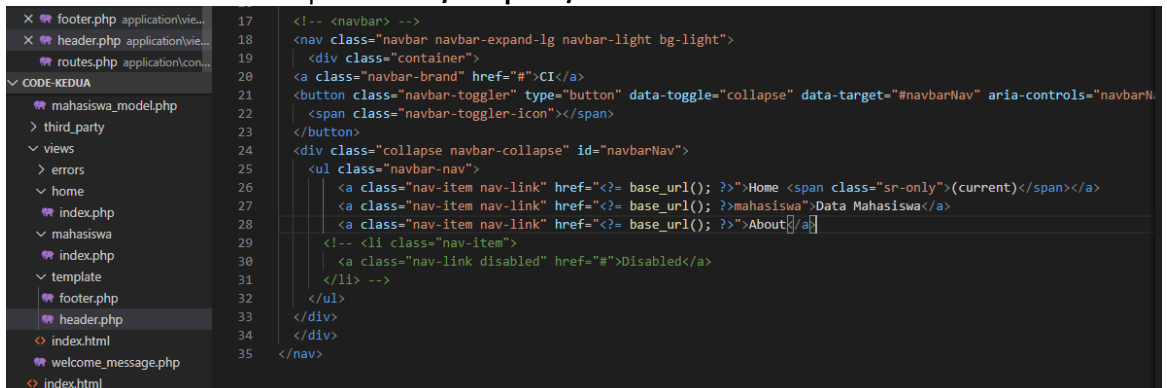 footer.php application\vie...
header.php application\vie...
routes.php application\con...
CODE-KEDUA
mahasiswa_model.php
third_party
views
errors
home
index.php
mahasiswa
index.php
template
footer.php
header.php
index.html
welcome_message.php
index.html
17 <!-- <navbar> -->
18 <nav class="navbar navbar-expand-lg navbar-light bg-light">
19 <div class="container">
20 <a class="navbar-brand" href="#">CI</a>
21 <button class="navbar-toggler" type="button" data-toggle="collapse" data-target="#navbarNav" aria-controls="navbarN
22 <span class="navbar-toggler-icon"></span>
23 </button>
24 <div class="collapse navbar-collapse" id="navbarNav">
25 <ul class="navbar-nav">
26 <a class="nav-item nav-link" href="<?= base_url(); ?>">Home <span class="sr-only">(current)</span></a>
27 <a class="nav-item nav-link" href="<?= base_url(); ?>mahasiswa">Data Mahasiswa</a>
28 <a class="nav-item nav-link" href="<?= base_url(); ?>">About</a>
29 <!-- <li class="nav-item">
30 <a class="nav-link disabled" href="#">Disabled</a>
31 </li> -->
32 </ul>
33 </div>
34 </div>
35 </nav>